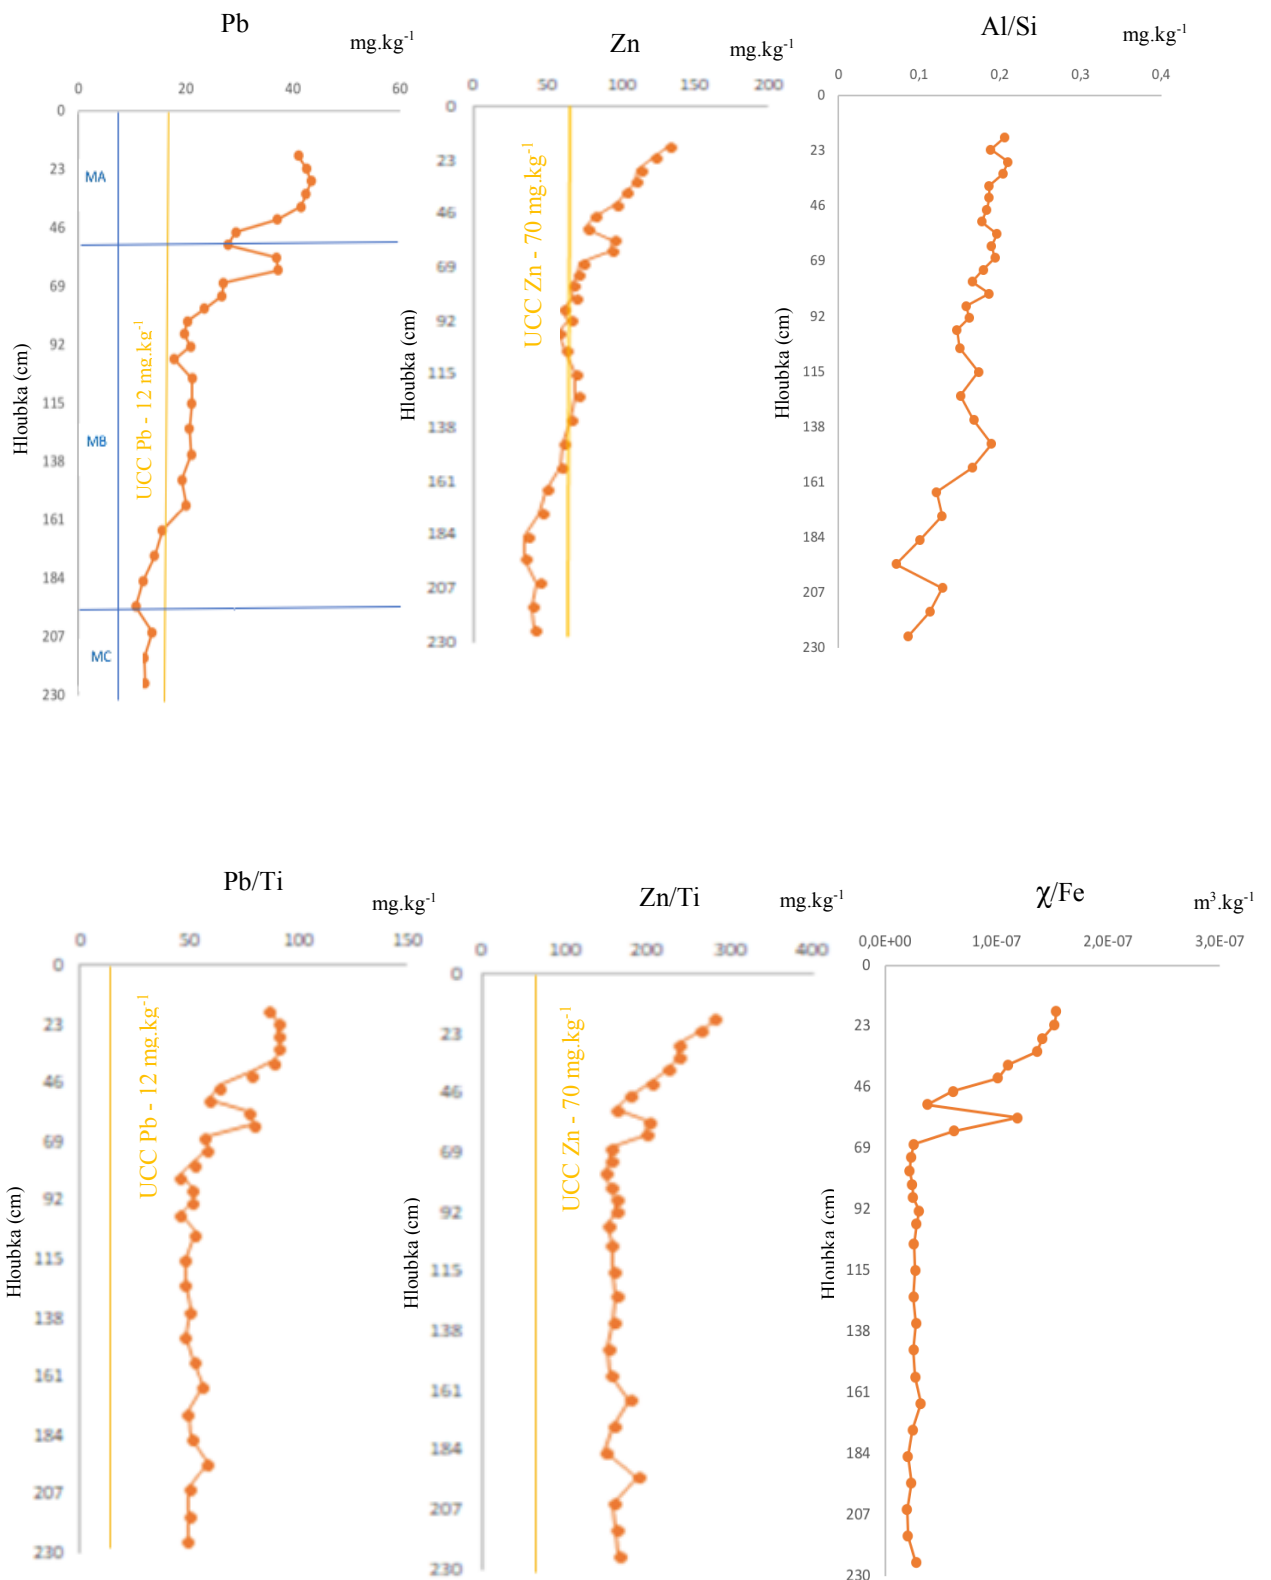 Pb
mg.kg⁻¹
0 20 40 60
0
23
46
69
92
115
138
161
184
207
230
Hloubka (cm)
MA
MB
MC
UCC Pb - 12 mg.kg⁻¹
Zn
mg.kg⁻¹
0 50 100 150 200
0
23
46
69
92
115
138
161
184
207
230
Hloubka (cm)
UCC Zn - 70 mg.kg⁻¹
Al/Si
mg.kg⁻¹
0 0,1 0,2 0,3 0,4
0
23
46
69
92
115
138
161
184
207
230
Hloubka (cm)
Pb/Ti
mg.kg⁻¹
0 50 100 150
0
23
46
69
92
115
138
161
184
207
230
Hloubka (cm)
UCC Pb - 12 mg.kg⁻¹
Zn/Ti
mg.kg⁻¹
0 100 200 300 400
0
23
46
69
92
115
138
161
184
207
230
Hloubka (cm)
UCC Zn - 70 mg.kg⁻¹
χ/Fe
m³.kg⁻¹
0,0E+00 1,0E-07 2,0E-07 3,0E-07
0
23
46
69
92
115
138
161
184
207
230
Hloubka (cm)